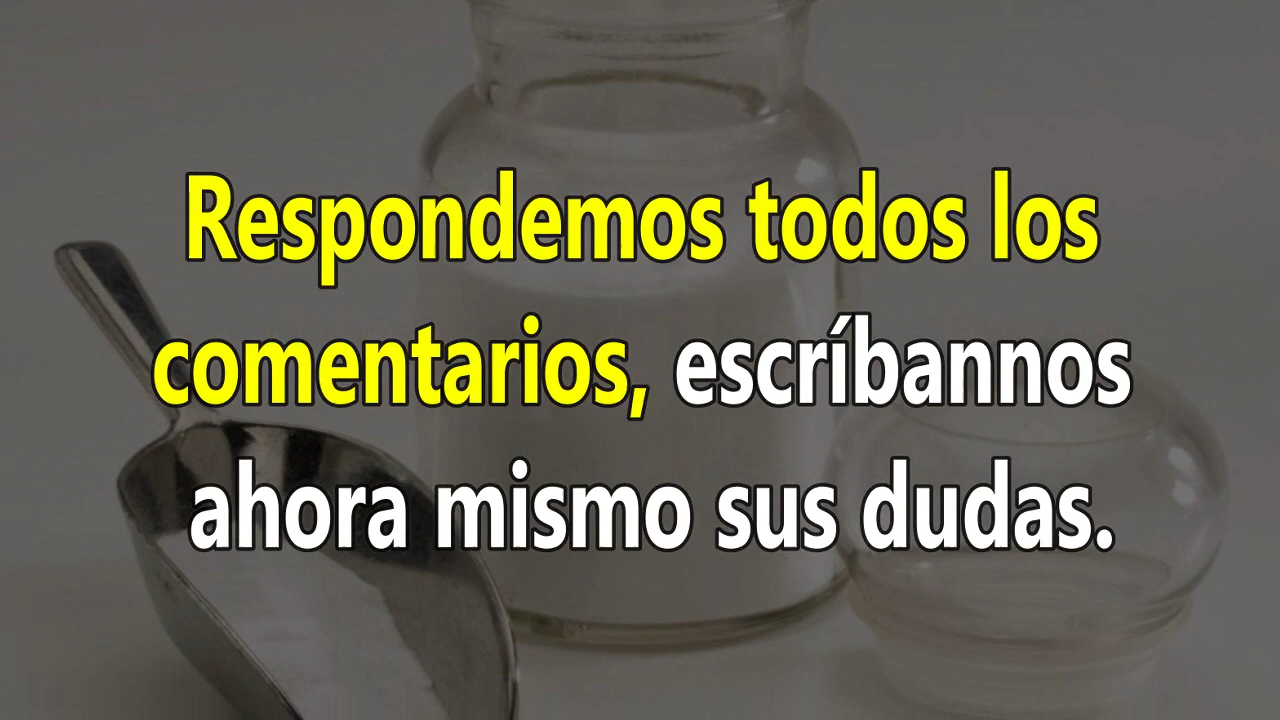 Respondemos todos los
comentarios, escríbannos
ahora mismo sus dudas.